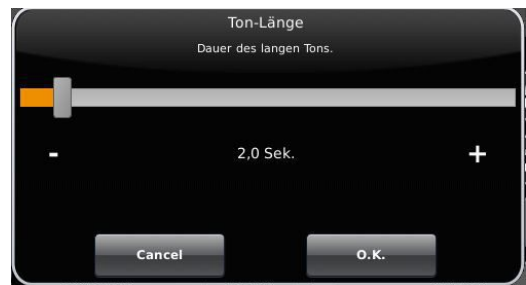 Ton-Länge
Dauer des langen Tons.
- 2,0 Sek. +
Cancel O.K.